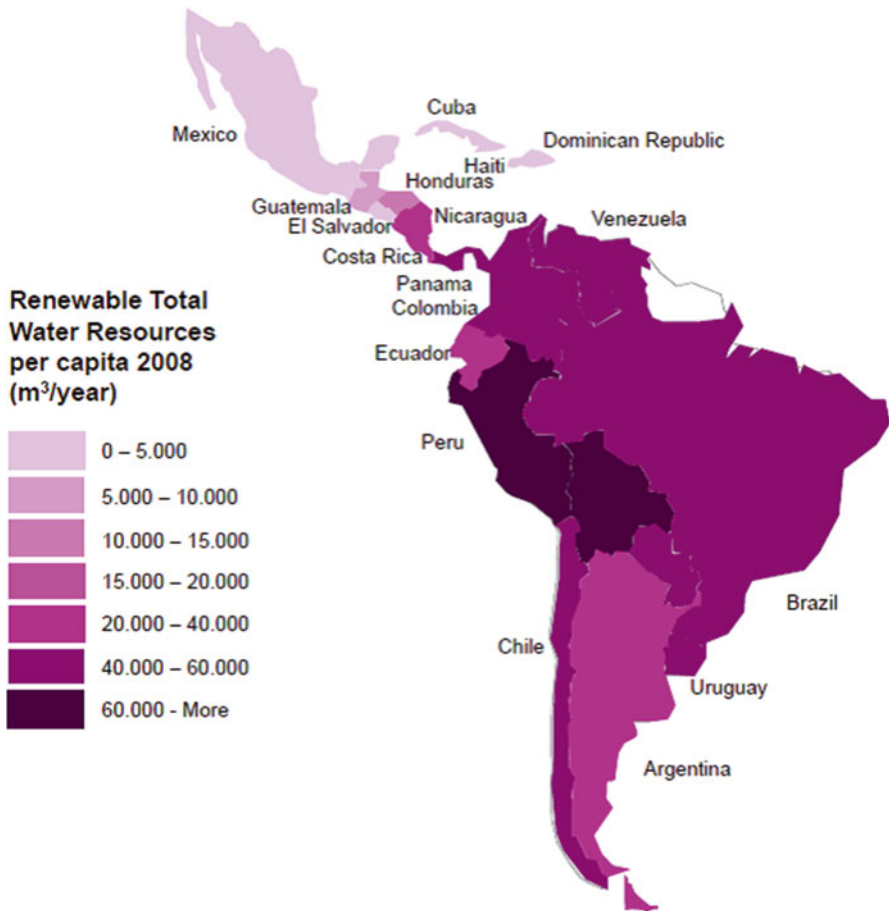 Cuba
Mexico
Dominican Republic
Haiti
Honduras
Guatemala
Nicaragua
Venezuela
El Salvador
Costa Rica
Panama
Colombia
Ecuador
Peru
Brazil
Chile
Uruguay
Argentina
Renewable Total
Water Resources
per capita 2008
(m³/year)
0 – 5.000
5.000 – 10.000
10.000 – 15.000
15.000 – 20.000
20.000 – 40.000
40.000 – 60.000
60.000 - More